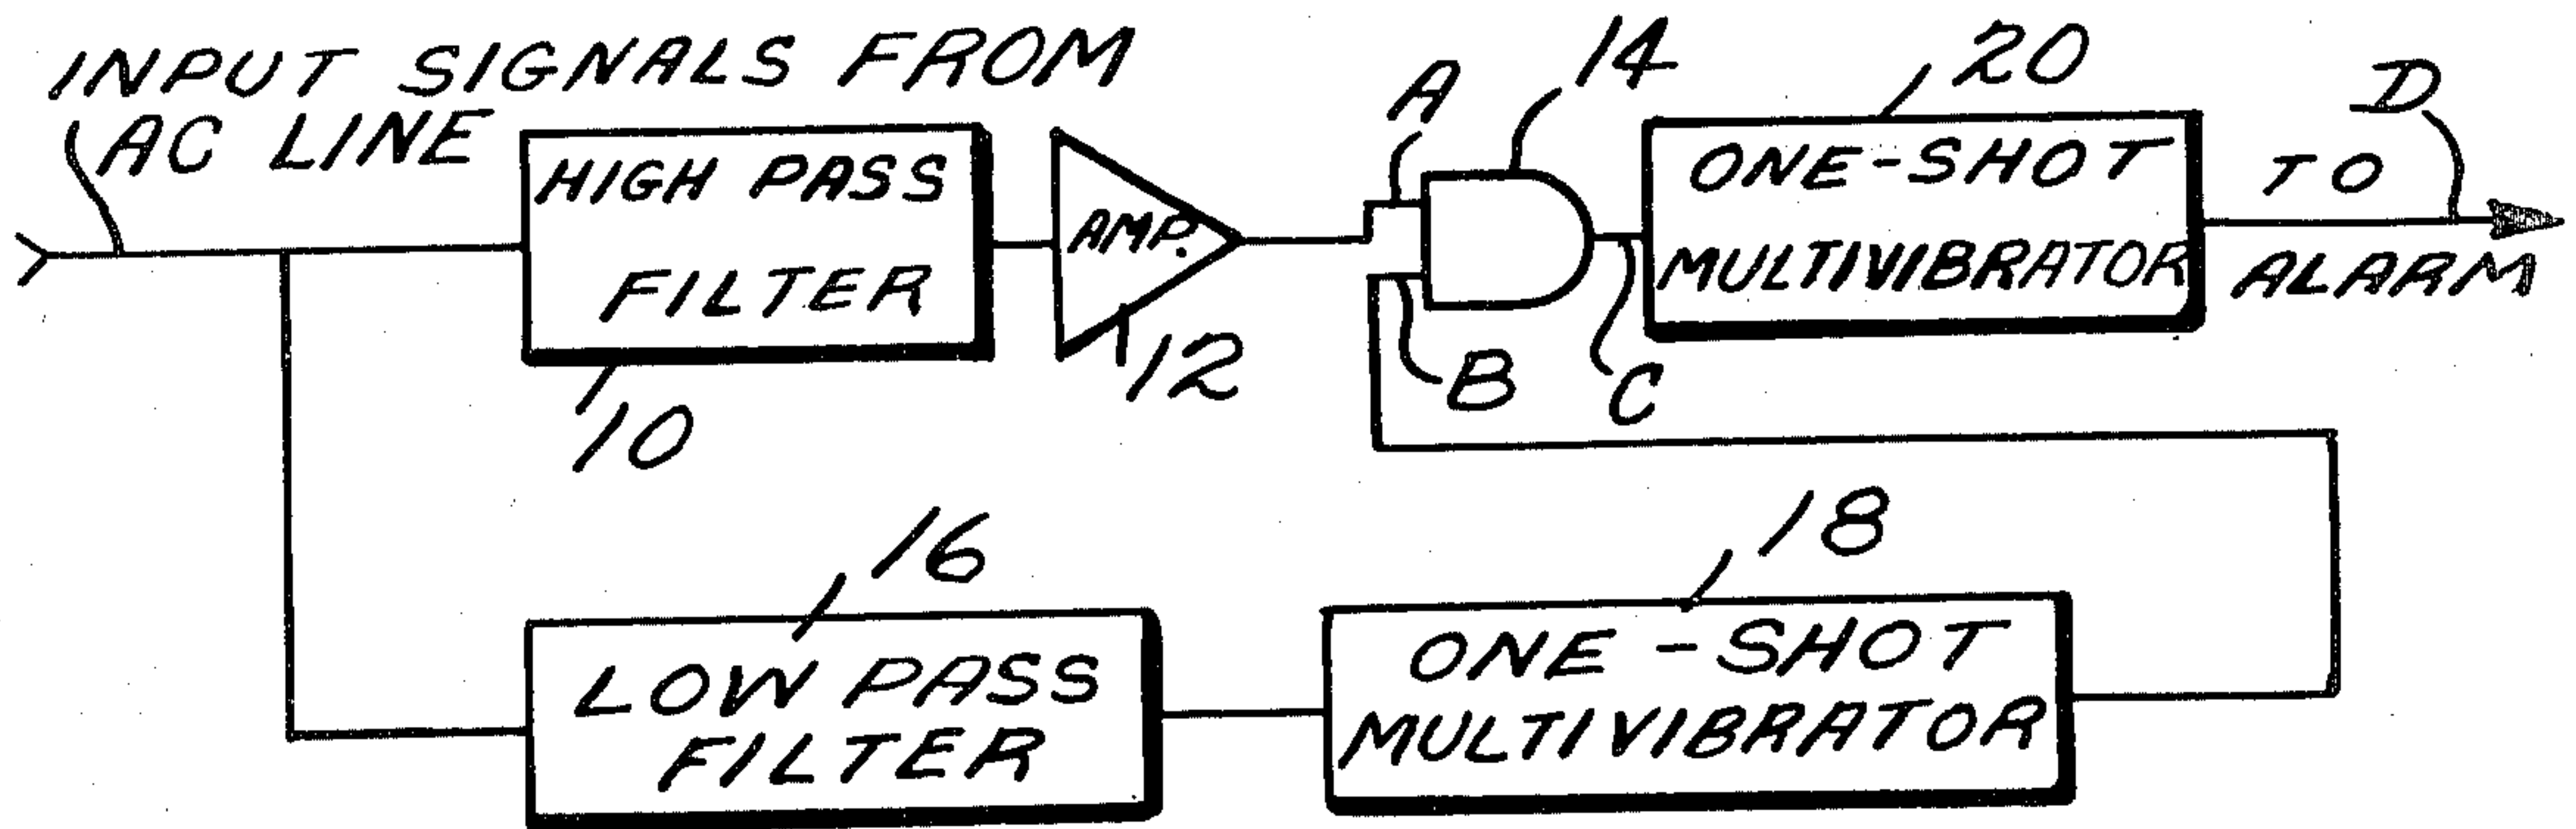 INPUT SIGNALS FROM
AC LINE
HIGH PASS
FILTER
10
AMP.
12
A
B
14
C
ONE-SHOT
MULTIVIBRATOR
20
TO
ALARM
D
LOW PASS
FILTER
16
ONE-SHOT
MULTIVIBRATOR
18